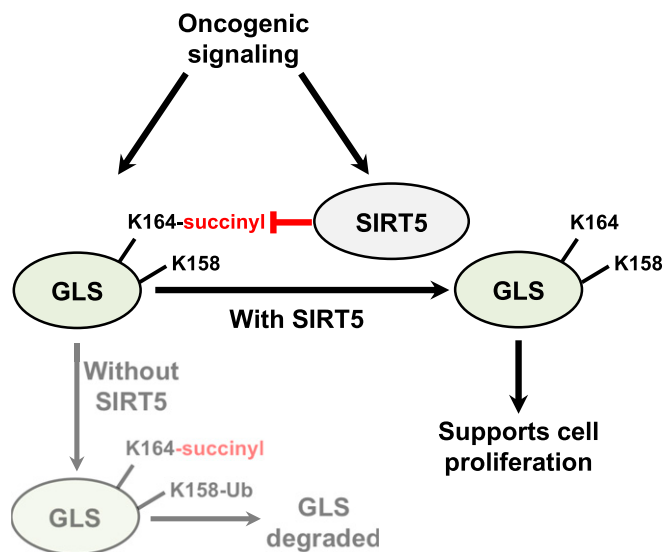 Oncogenic
signaling
K164-succinyl
SIRT5
K164
K158
K158
GLS
GLS
With SIRT5
Without
SIRT5
Supports cell
proliferation
K164-succinyl
K158-Ub
GLS
GLS
degraded